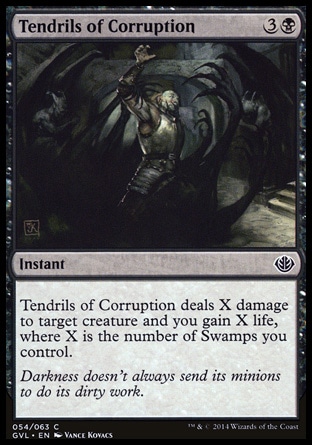 Tendrils of Corruption 3
Instant
Tendrils of Corruption deals X damage
to target creature and you gain X life,
where X is the number of Swamps you
control.
Darkness doesn't always send its minions
to do its dirty work.
054/063 C
GVL • EN Vance Kovacs
™ & © 2014 Wizards of the Coast